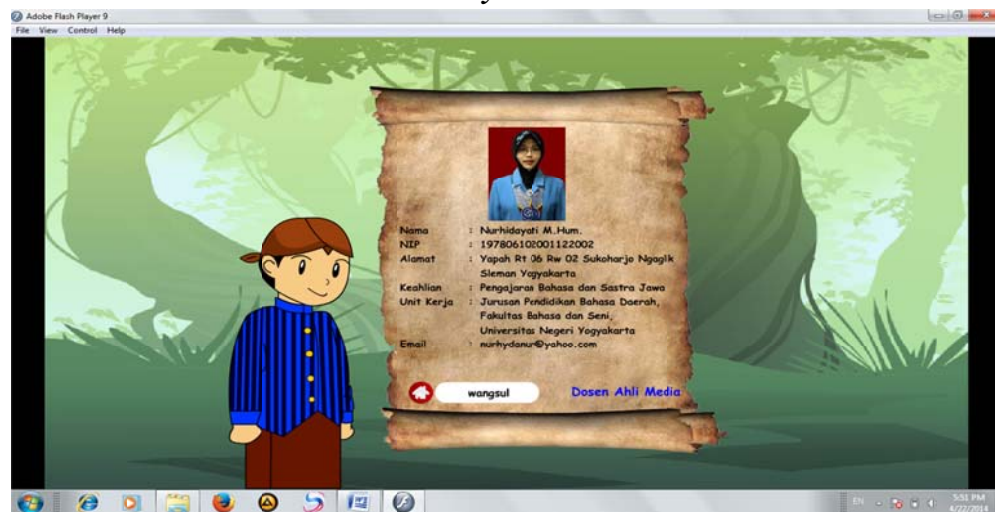 Adobe Flash Player 9
File View Control Help
Nama : Nurhidayati M.Hum.
NIP : 197806102001122002
Alamat : Yapah Rt 06 Rw 02 Sukoharjo Ngaglik
Sleman Yogyakarta
Keahlian : Pengajaran Bahasa dan Sastra Jawa
Unit Kerja : Jurusan Pendidikan Bahasa Daerah,
Fakultas Bahasa dan Seni,
Universitas Negeri Yogyakarta
Email : nurhydanur@yahoo.com
wangsul
Dosen Ahli Media
EN
5:51 PM
4/22/2014